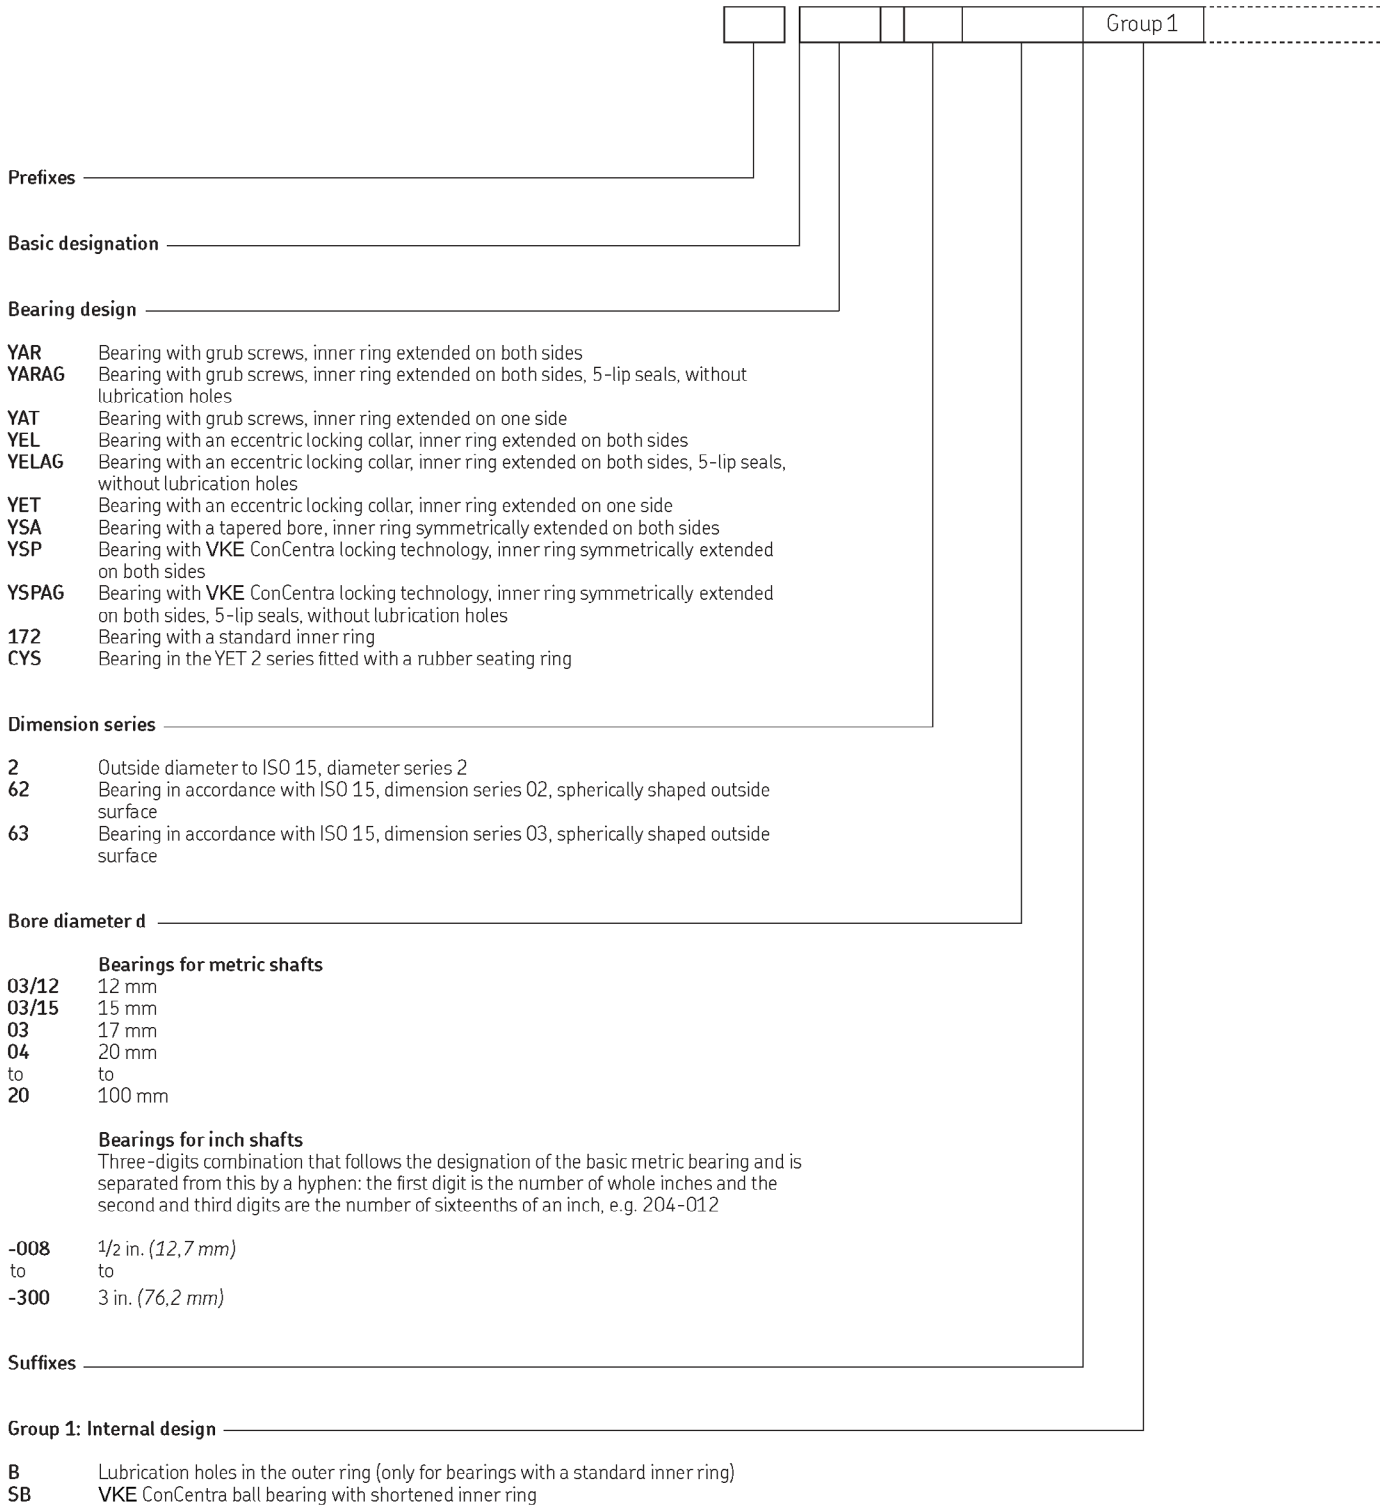 Group 1
Prefixes
Basic designation
Bearing design
YAR Bearing with grub screws, inner ring extended on both sides
YARAG Bearing with grub screws, inner ring extended on both sides, 5-lip seals, without
lubrication holes
YAT Bearing with grub screws, inner ring extended on one side
YEL Bearing with an eccentric locking collar, inner ring extended on both sides
YELAG Bearing with an eccentric locking collar, inner ring extended on both sides, 5-lip seals,
without lubrication holes
YET Bearing with an eccentric locking collar, inner ring extended on one side
YSA Bearing with a tapered bore, inner ring symmetrically extended on both sides
YSP Bearing with VKE ConCentra locking technology, inner ring symmetrically extended
on both sides
YSPAG Bearing with VKE ConCentra locking technology, inner ring symmetrically extended
on both sides, 5-lip seals, without lubrication holes
172 Bearing with a standard inner ring
CYS Bearing in the YET 2 series fitted with a rubber seating ring
Dimension series
2 Outside diameter to ISO 15, diameter series 2
62 Bearing in accordance with ISO 15, dimension series 02, spherically shaped outside
surface
63 Bearing in accordance with ISO 15, dimension series 03, spherically shaped outside
surface
Bore diameter d
Bearings for metric shafts
03/12 12 mm
03/15 15 mm
03 17 mm
04 20 mm
to to
20 100 mm
Bearings for inch shafts
Three-digits combination that follows the designation of the basic metric bearing and is
separated from this by a hyphen: the first digit is the number of whole inches and the
second and third digits are the number of sixteenths of an inch, e.g. 204-012
-008 1/2 in. (12,7 mm)
to to
-300 3 in. (76,2 mm)
Suffixes
Group 1: Internal design
B Lubrication holes in the outer ring (only for bearings with a standard inner ring)
SB VKE ConCentra ball bearing with shortened inner ring